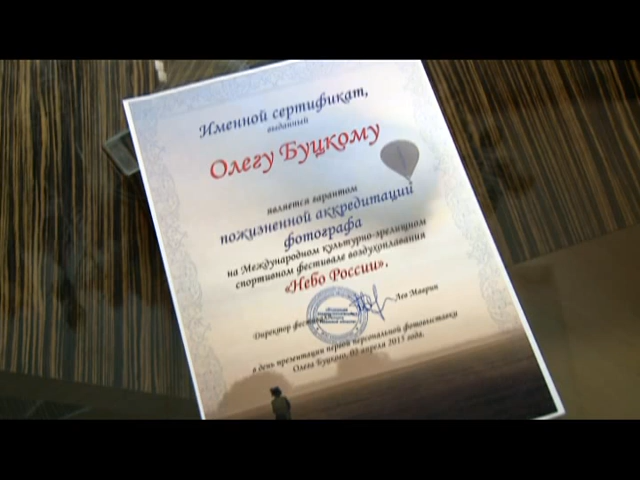 Именной сертификат,
выданный
Олегу Буцкому
является гарантом
пожизненной аккредитации
фотографа
на Международном культурно-зрелищном
спортивном фестивале воздухоплавания
«Небо России».
Директор фестиваля Лев Маврин
в день презентации первой персональной фотовыставки
Олега Буцкого, 02 апреля 2015 года.